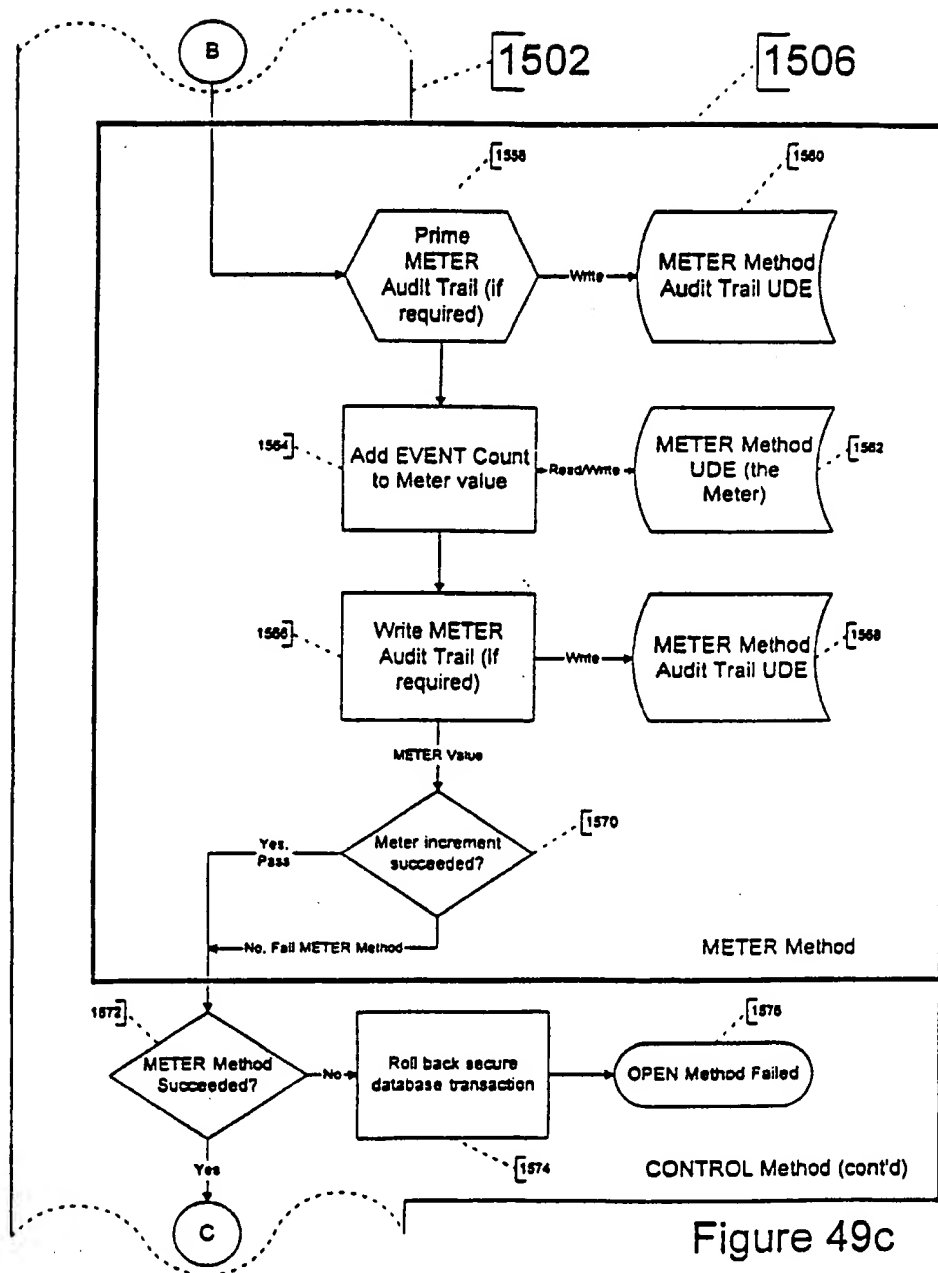 B
1502
1506
1558
1560
Prime
METER
Audit Trail (if
required)
Write
METER Method
Audit Trail UDE
1564
Add EVENT Count
to Meter value
Read/Write
METER Method
UDE (the
Meter)
1562
1566
Write METER
Audit Trail (if
required)
Write
METER Method
Audit Trail UDE
1568
METER Value
Meter increment
succeeded?
1570
Yes,
Pass
No, Fail METER Method
METER Method
1572
METER Method
Succeeded?
No
Roll back secure
database transaction
1576
OPEN Method Failed
Yes
1574
CONTROL Method (cont'd)
C
Figure 49c